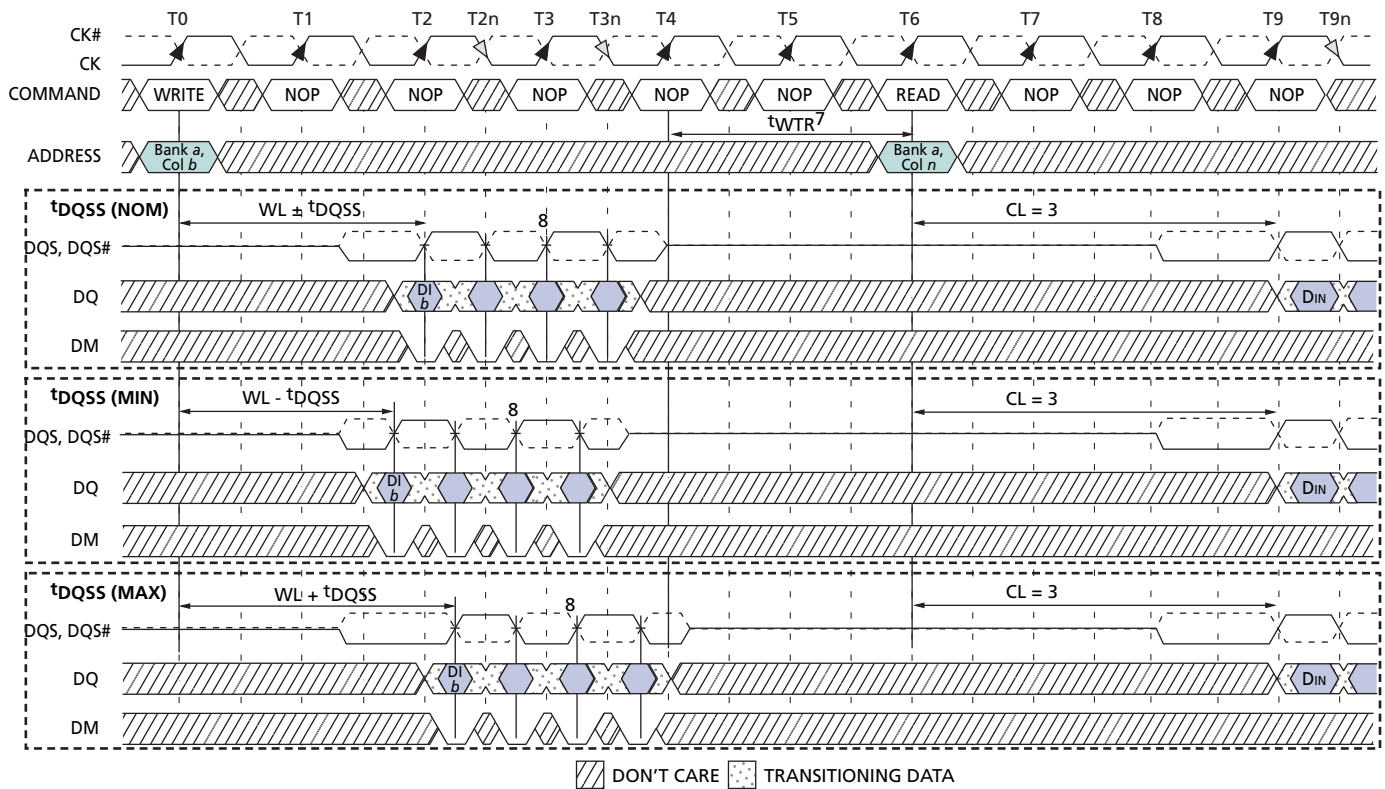 T0 T1 T2 T2n T3 T3n T4 T5 T6 T7 T8 T9 T9n
CK#
CK
COMMAND WRITE NOP NOP NOP NOP NOP READ NOP NOP NOP
tWTR7
ADDRESS Bank a, Col b Bank a, Col n
tDQSS (NOM) WL ± tDQSS CL = 3
8
DQS, DQS#
DQ DI b DIN
DM
tDQSS (MIN) WL - tDQSS CL = 3
8
DQS, DQS#
DQ DI b DIN
DM
tDQSS (MAX) WL + tDQSS CL = 3
8
DQS, DQS#
DQ DI b DIN
DM
DON'T CARE TRANSITIONING DATA